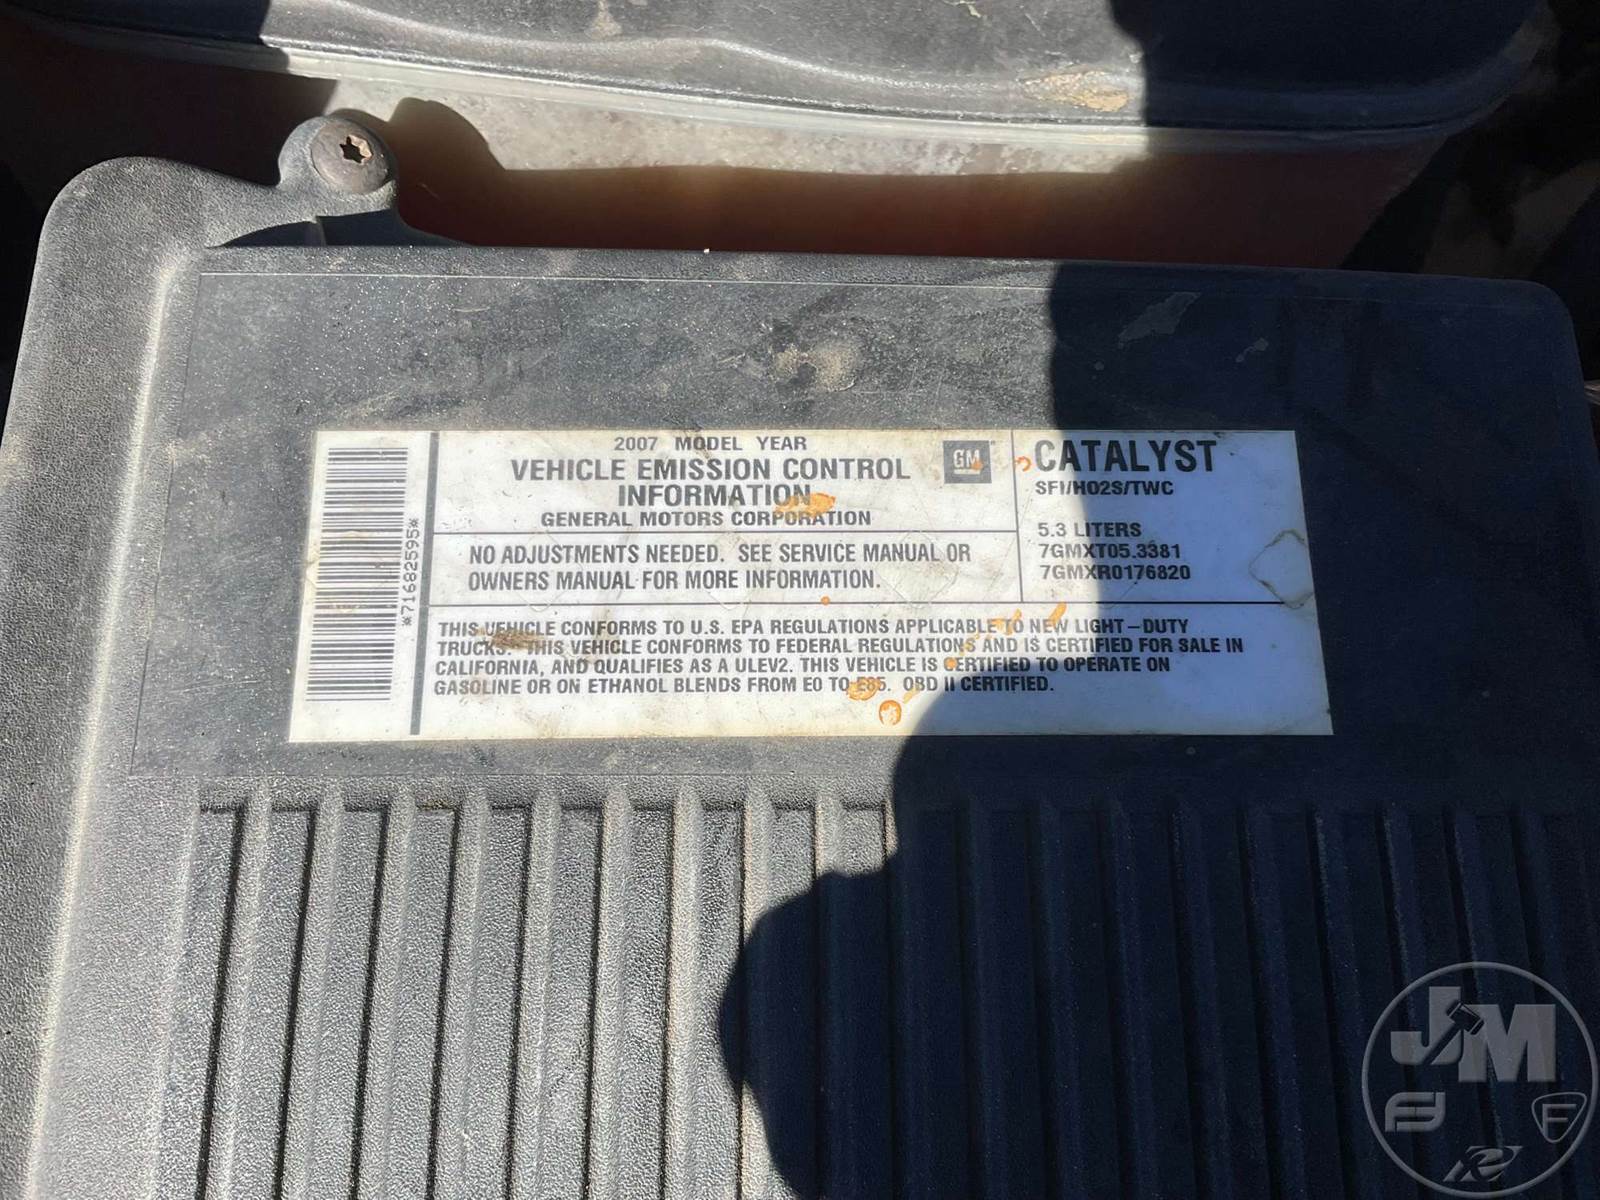 2007 MODEL YEAR
VEHICLE EMISSION CONTROL
INFORMATION
GENERAL MOTORS CORPORATION
GM
CATALYST
SFI/HO2S/TWC
5.3 LITERS
7GMXT05.3381
7GMXR0176820
NO ADJUSTMENTS NEEDED. SEE SERVICE MANUAL OR
OWNERS MANUAL FOR MORE INFORMATION.
*71682595*
THIS VEHICLE CONFORMS TO U.S. EPA REGULATIONS APPLICABLE TO NEW LIGHT-DUTY
TRUCKS. THIS VEHICLE CONFORMS TO FEDERAL REGULATIONS AND IS CERTIFIED FOR SALE IN
CALIFORNIA, AND QUALIFIES AS A ULEV2. THIS VEHICLE IS CERTIFIED TO OPERATE ON
GASOLINE OR ON ETHANOL BLENDS FROM E0 TO E85. OBD II CERTIFIED.
JM